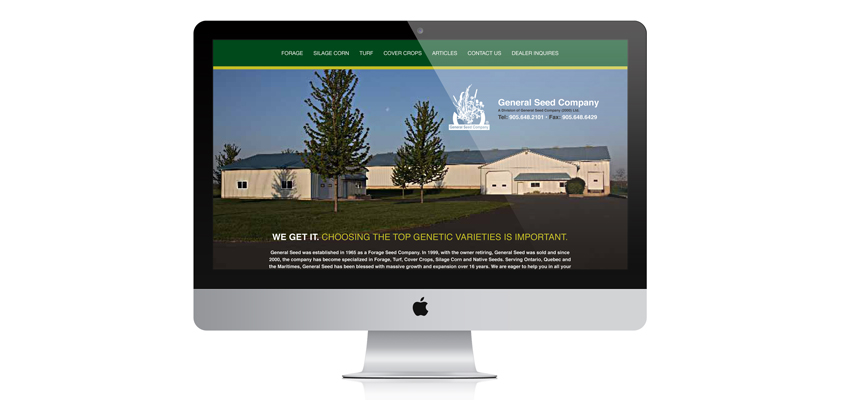 FORAGE SILAGE CORN TURF COVER CROPS ARTICLES CONTACT US DEALER INQUIRES
General Seed Company
A Division of General Seed Company (2000) Ltd.
Tel: 905.648.2101 • Fax: 905.648.6429
General Seed Company
WE GET IT. CHOOSING THE TOP GENETIC VARIETIES IS IMPORTANT.
General Seed was established in 1965 as a Forage Seed Company. In 1999, with the owner retiring, General Seed was sold and since
2000, the company has become specialized in Forage, Turf, Cover Crops, Silage Corn and Native Seeds. Serving Ontario, Quebec and
the Maritimes, General Seed has been blessed with massive growth and expansion over 16 years. We are eager to help you in all your